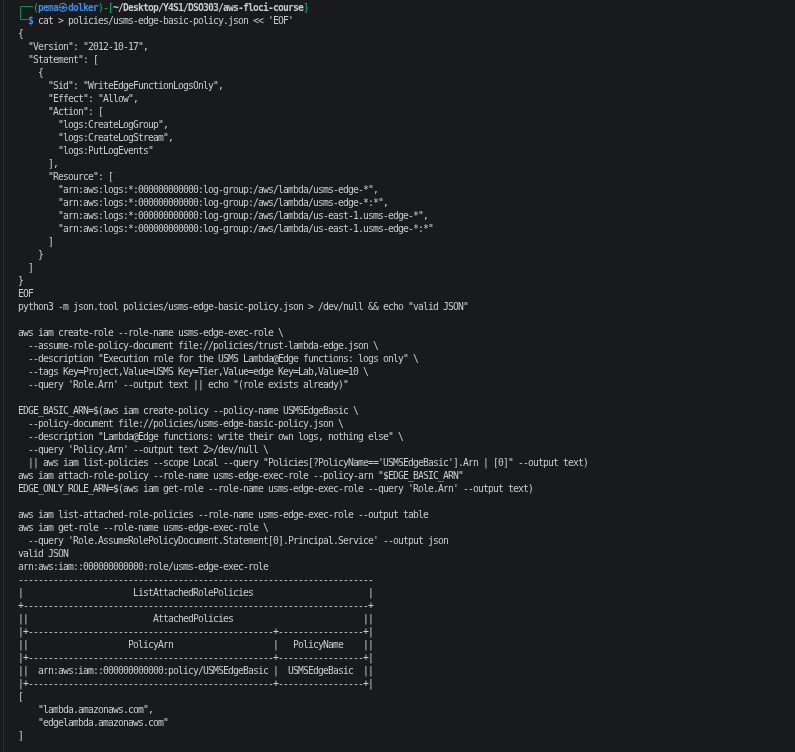 ┌──(pema㉿dolker)-[~/Desktop/Y4S1/DSO303/aws-floci-course]
└─$ cat > policies/usms-edge-basic-policy.json << 'EOF'
{
  "Version": "2012-10-17",
  "Statement": [
    {
      "Sid": "WriteEdgeFunctionLogsOnly",
      "Effect": "Allow",
      "Action": [
        "logs:CreateLogGroup",
        "logs:CreateLogStream",
        "logs:PutLogEvents"
      ],
      "Resource": [
        "arn:aws:logs:*:000000000000:log-group:/aws/lambda/usms-edge-*",
        "arn:aws:logs:*:000000000000:log-group:/aws/lambda/usms-edge-*:*",
        "arn:aws:logs:*:000000000000:log-group:/aws/lambda/us-east-1.usms-edge-*",
        "arn:aws:logs:*:000000000000:log-group:/aws/lambda/us-east-1.usms-edge-*:*"
      ]
    }
  ]
}
EOF
python3 -m json.tool policies/usms-edge-basic-policy.json > /dev/null && echo "valid JSON"

aws iam create-role --role-name usms-edge-exec-role \
  --assume-role-policy-document file://policies/trust-lambda-edge.json \
  --description "Execution role for the USMS Lambda@Edge functions: logs only" \
  --tags Key=Project,Value=USMS Key=Tier,Value=edge Key=Lab,Value=10 \
  --query 'Role.Arn' --output text || echo "(role exists already)"

EDGE_BASIC_ARN=$(aws iam create-policy --policy-name USMSEdgeBasic \
  --policy-document file://policies/usms-edge-basic-policy.json \
  --description "Lambda@Edge functions: write their own logs, nothing else" \
  --query 'Policy.Arn' --output text 2>/dev/null \
  || aws iam list-policies --scope Local --query "Policies[?PolicyName=='USMSEdgeBasic'].Arn | [0]" --output text)
aws iam attach-role-policy --role-name usms-edge-exec-role --policy-arn "$EDGE_BASIC_ARN"
EDGE_ONLY_ROLE_ARN=$(aws iam get-role --role-name usms-edge-exec-role --query 'Role.Arn' --output text)

aws iam list-attached-role-policies --role-name usms-edge-exec-role --output table
aws iam get-role --role-name usms-edge-exec-role \
  --query 'Role.AssumeRolePolicyDocument.Statement[0].Principal.Service' --output json
valid JSON
arn:aws:iam::000000000000:role/usms-edge-exec-role
-----------------------------------------------------------------------
|                      ListAttachedRolePolicies                       |
+---------------------------------------------------------------------+
||                         AttachedPolicies                          ||
|+-------------------------------------------------+-----------------+|
||                    PolicyArn                    |   PolicyName    ||
|+-------------------------------------------------+-----------------+|
||  arn:aws:iam::000000000000:policy/USMSEdgeBasic |  USMSEdgeBasic  ||
|+-------------------------------------------------+-----------------+|
[
    "lambda.amazonaws.com",
    "edgelambda.amazonaws.com"
]